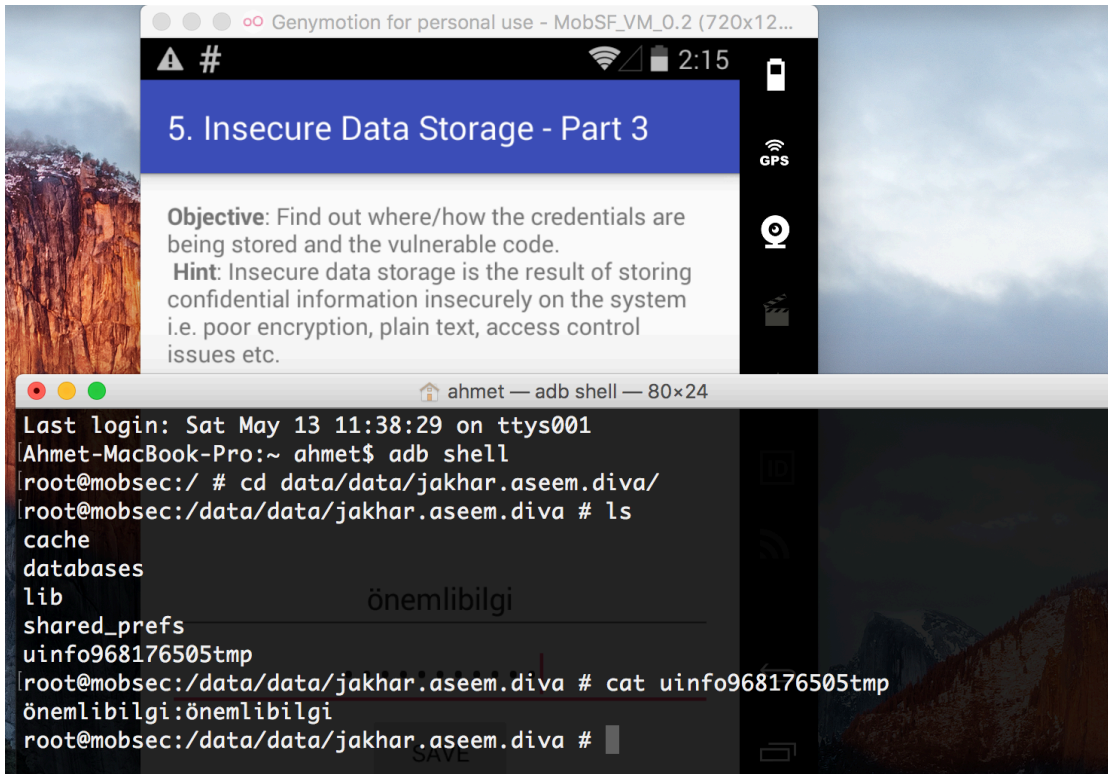 Genymotion for personal use - MobSF_VM_0.2 (720x12...
# 2:15
5. Insecure Data Storage - Part 3
GPS
Objective: Find out where/how the credentials are
being stored and the vulnerable code.
Hint: Insecure data storage is the result of storing
confidential information insecurely on the system
i.e. poor encryption, plain text, access control
issues etc.
ahmet — adb shell — 80×24
Last login: Sat May 13 11:38:29 on ttys001
[Ahmet-MacBook-Pro:~ ahmet$ adb shell
[root@mobsec:/ # cd data/data/jakhar.aseem.diva/
ID
[root@mobsec:/data/data/jakhar.aseem.diva # ls
cache
databases
lib
önemlibilgi
shared_prefs
uinfo968176505tmp
[root@mobsec:/data/data/jakhar.aseem.diva # cat uinfo968176505tmp
önemlibilgi:önemlibilgi
root@mobsec:/data/data/jakhar.aseem.diva #
SAVE